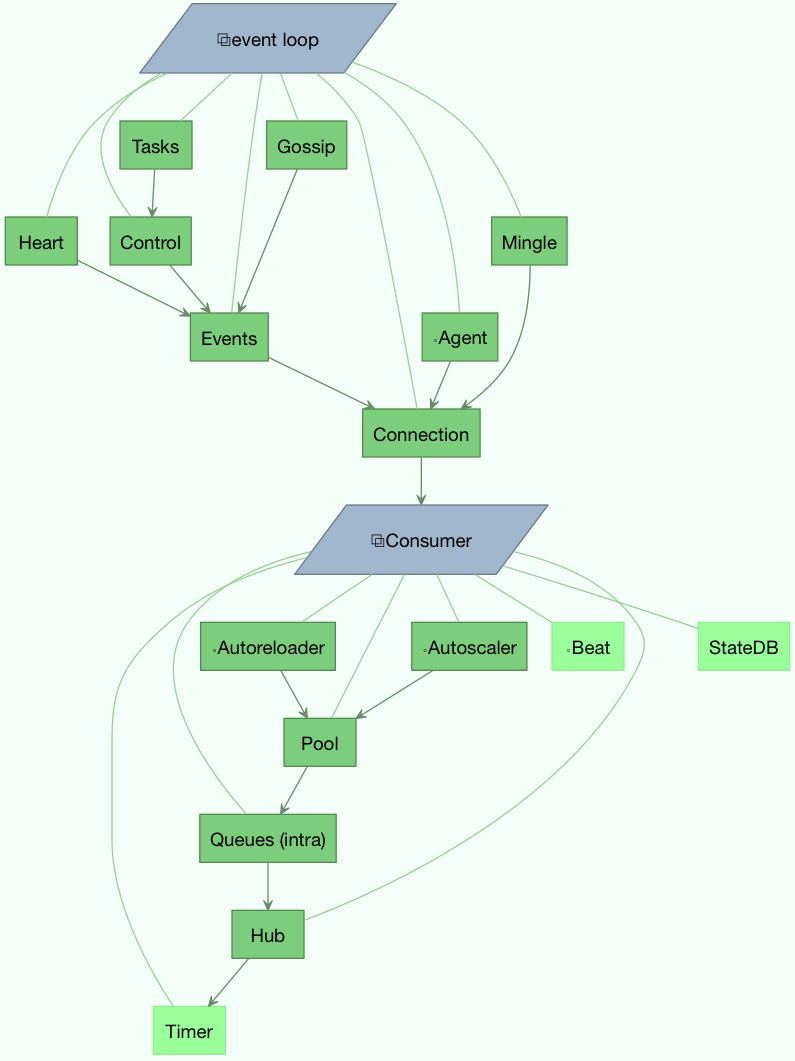 ⧉event loop
Tasks
Gossip
Heart
Control
Mingle
Events
◦Agent
Connection
⧉Consumer
◦Autoreloader
◦Autoscaler
◦Beat
StateDB
Pool
Queues (intra)
Hub
Timer